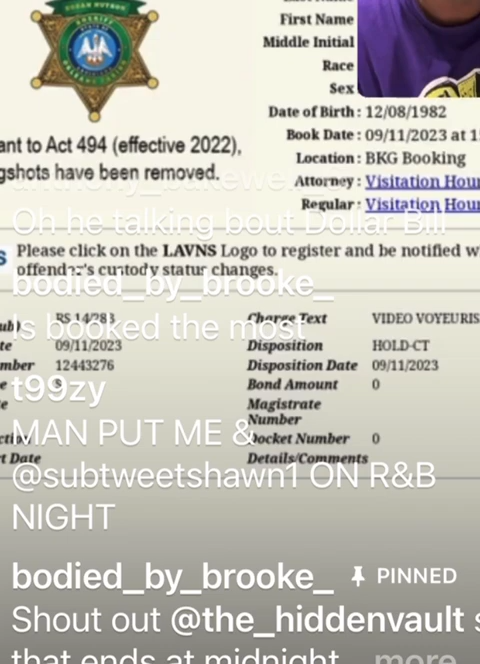 First Name
Middle Initial
Race
Sex
Date of Birth : 12/08/1982
Book Date : 09/11/2023 at
Location : BKG Booking
Attorney : Visitation Hour
Regular : Visitation Hour
ant to Act 494 (effective 2022),
gshots have been removed.
Oh he talking bout Dollar Bill
Please click on the LAVNS Logo to register and be notified w
offender's custody status changes.
bodied_by_brooke_
Is booked the most
RS 14/283
Charge Text VIDEO VOYEURIS
09/11/2023
Disposition HOLD-CT
mber 12443276
Disposition Date 09/11/2023
Bond Amount 0
Magistrate
Number
Docket Number 0
t Date
Details/Comments
t99zy
MAN PUT ME &
@subtweetshawn1 ON R&B
NIGHT
bodied_by_brooke_ PINNED
Shout out @the_hiddenvault s
that ends at midnight more